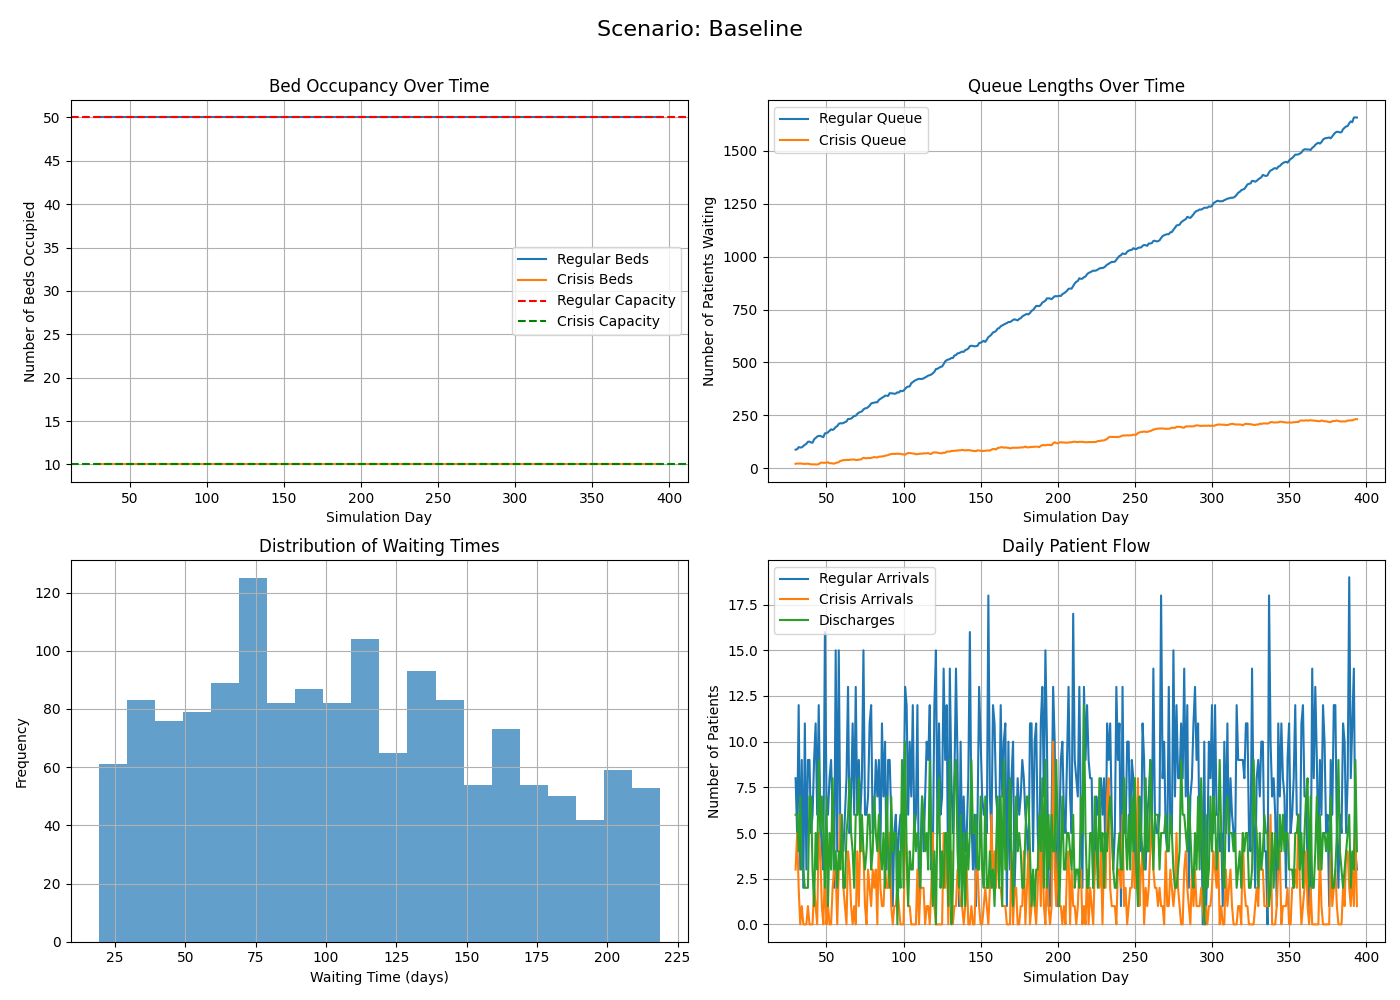 Scenario: Baseline
Bed Occupancy Over Time
Number of Beds Occupied
50
45
40
35
30
25
20
15
10
Regular Beds
Crisis Beds
Regular Capacity
Crisis Capacity
50 100 150 200 250 300 350 400
Simulation Day
Queue Lengths Over Time
Number of Patients Waiting
1500
1250
1000
750
500
250
0
Regular Queue
Crisis Queue
50 100 150 200 250 300 350 400
Simulation Day
Distribution of Waiting Times
Frequency
120
100
80
60
40
20
0
25 50 75 100 125 150 175 200 225
Waiting Time (days)
Daily Patient Flow
Number of Patients
17.5
15.0
12.5
10.0
7.5
5.0
2.5
0.0
Regular Arrivals
Crisis Arrivals
Discharges
50 100 150 200 250 300 350 400
Simulation Day